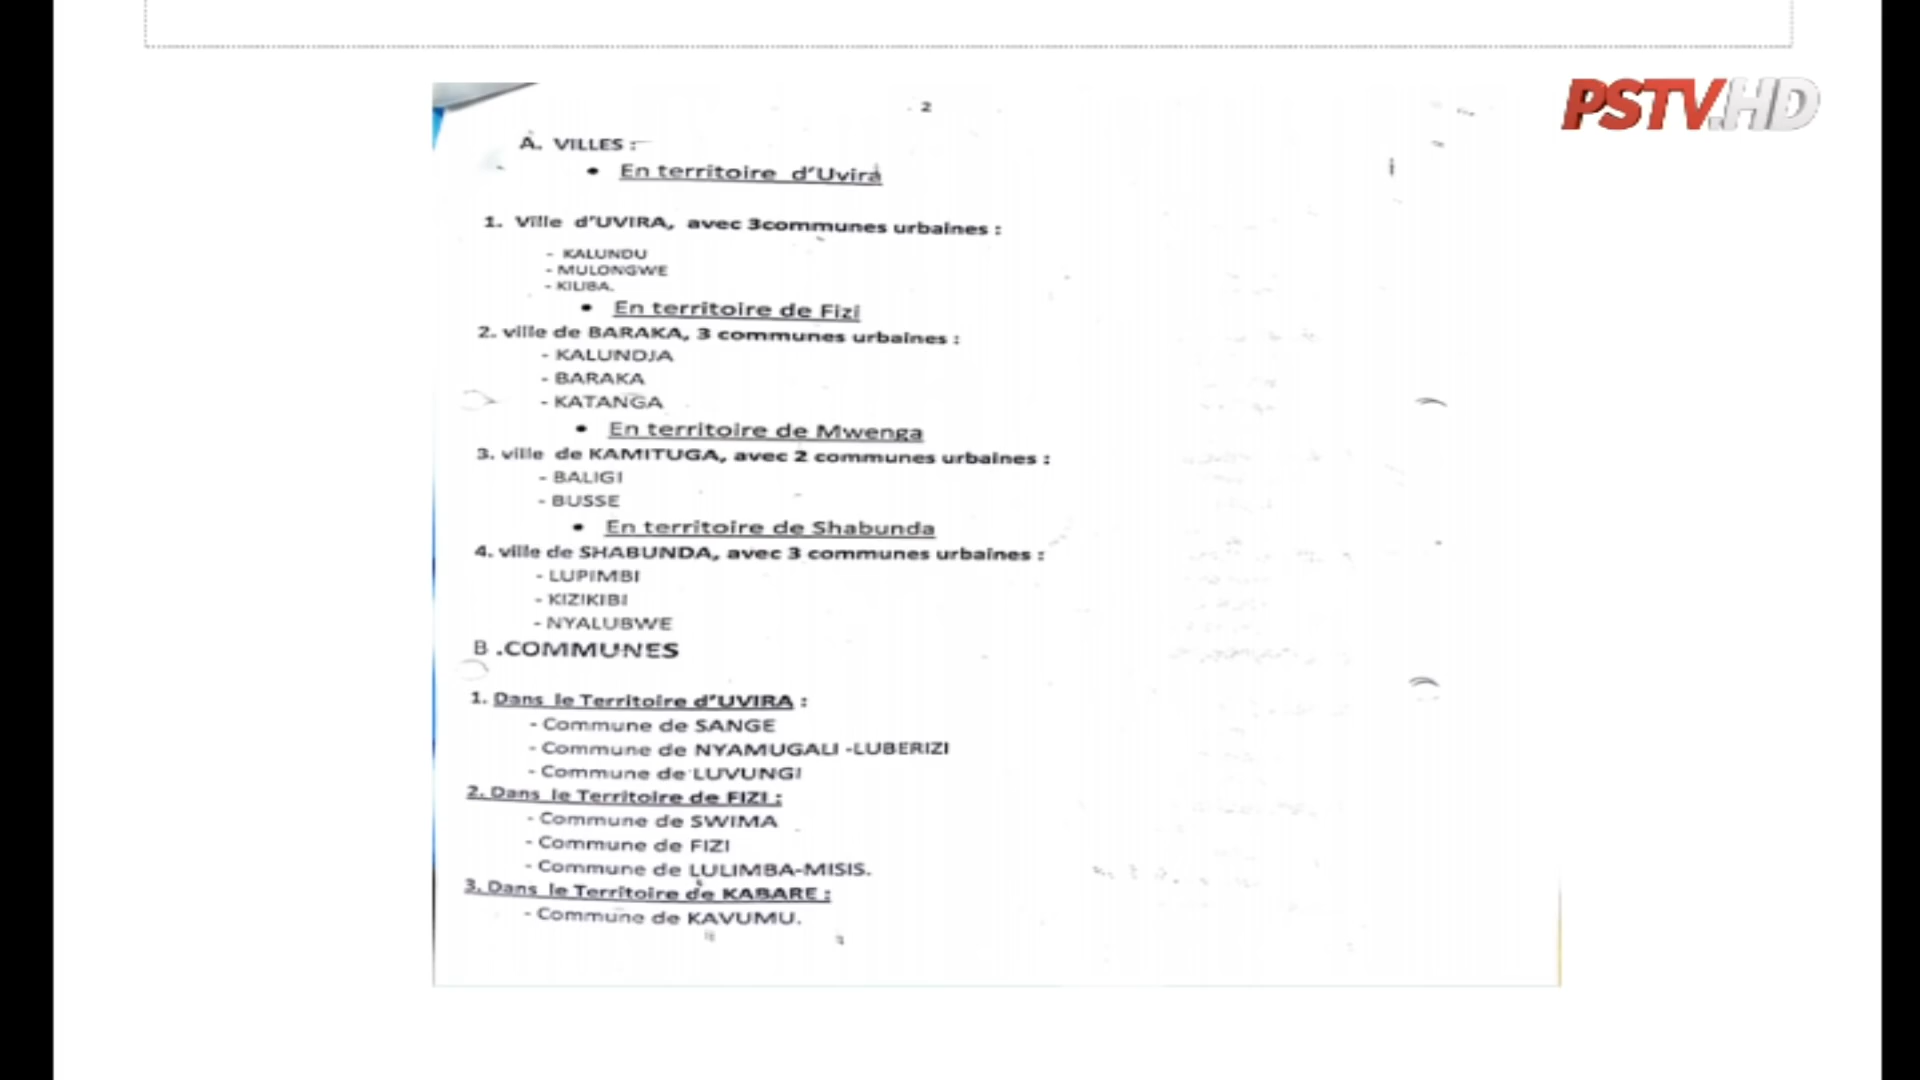 PSTV.HD
2
A. VILLES :
• En territoire d'Uvira
1. Ville d'UVIRA, avec 3communes urbaines :
- KALUNDU
- MULONGWE
- KILIBA.
• En territoire de Fizi
2. ville de BARAKA, 3 communes urbaines :
- KALUNDJA
- BARAKA
- KATANGA
• En territoire de Mwenga
3. ville de KAMITUGA, avec 2 communes urbaines :
- BALIGI
- BUSSE
• En territoire de Shabunda
4. ville de SHABUNDA, avec 3 communes urbaines :
- LUPIMBI
- KIZIKIBI
- NYALUBWE
B .COMMUNES
1. Dans le Territoire d'UVIRA :
- Commune de SANGE
- Commune de NYAMUGALI -LUBERIZI
- Commune de LUVUNGI
2. Dans le Territoire de FIZI :
- Commune de SWIMA
- Commune de FIZI
- Commune de LULIMBA-MISIS.
3. Dans le Territoire de KABARE :
- Commune de KAVUMU.